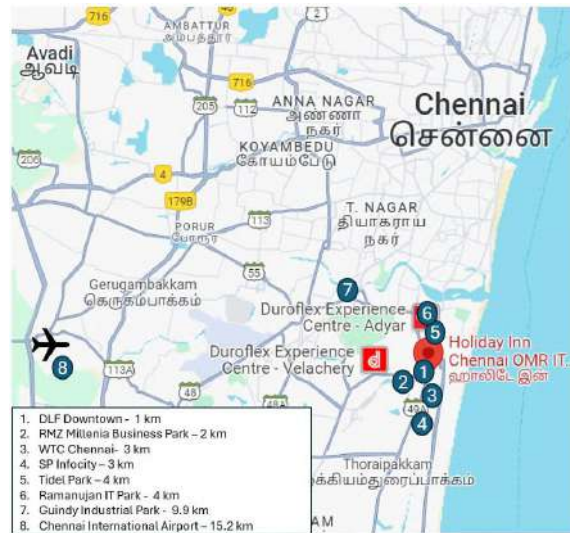 716
AMBATTUR
அம்பத்தூர்
2
Avadi
ஆவடி
716
205
112
ANNA NAGAR
அண்ணா
நகர்
Chennai
சென்னை
KOYAMBEDU
கோயம்பேடு
206
4
179B
T. NAGAR
தியாகராய
நகர்
PORUR
போரூர்
113
55
Gerugambakkam
கெருகம்பாக்கம்
7
Duroflex Experience
Centre - Adyar
6
5
Holiday Inn
Chennai OMR IT.
ஹாலிடே இன்
Duroflex Experience
Centre - Velachery
8
113A
48
1
2
3
49A
4
Thoraipakkam
1. DLF Downtown - 1 km
2. RMZ Millenia Business Park – 2 km
3. WTC Chennai- 3 km
4. SP Infocity – 3 km
5. Tidel Park – 4 km
6. Ramanujan IT Park - 4 km
7. Guindy Industrial Park - 9.9 km
8. Chennai International Airport – 15.2 km